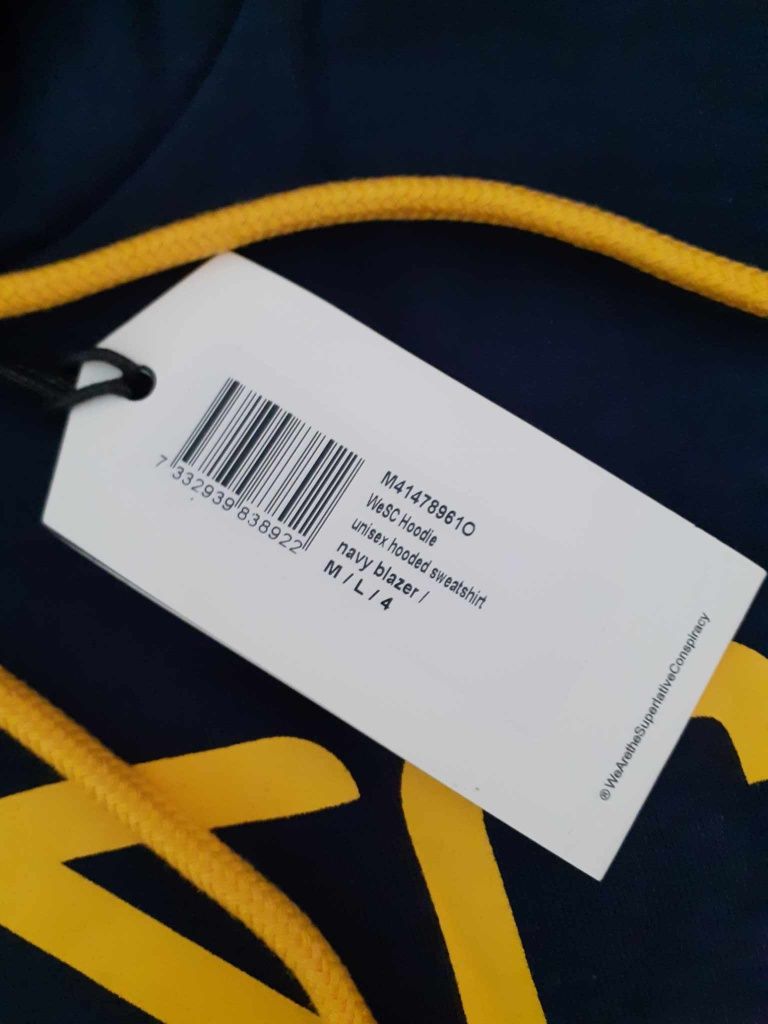 7 332939 838922
M41478961O
WeSC Hoodie
unisex hooded sweatshirt
navy blazer /
M / L / 4
® WeAretheSuperlativeConspiracy